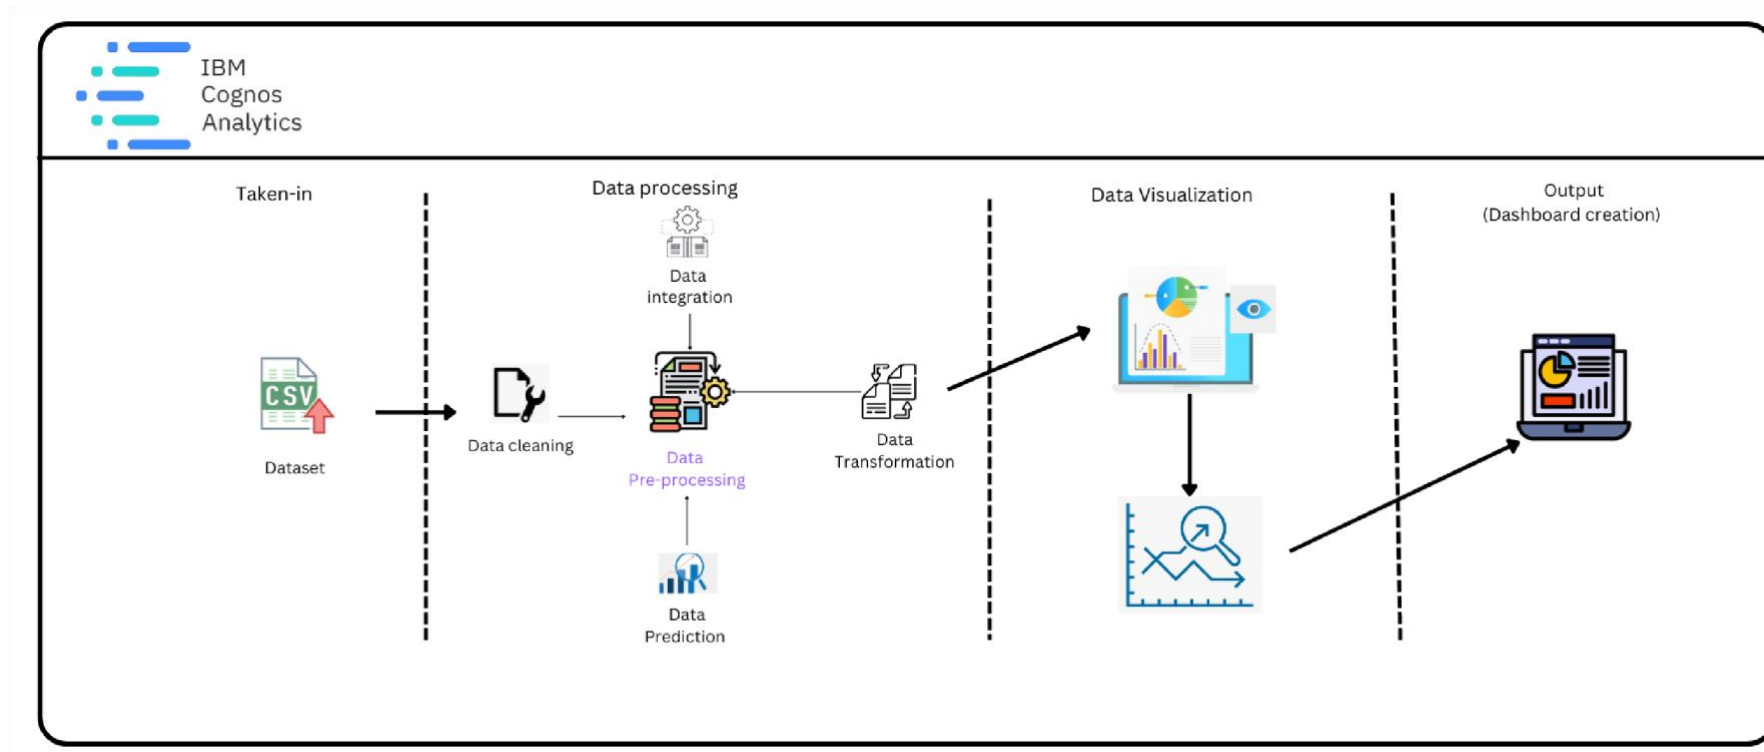 IBM
Cognos
Analytics
Taken-in
Data processing
Data Visualization
Output
(Dashboard creation)
Data
integration
CSV
Dataset
Data cleaning
Data
Pre-processing
Data
Transformation
Data
Prediction